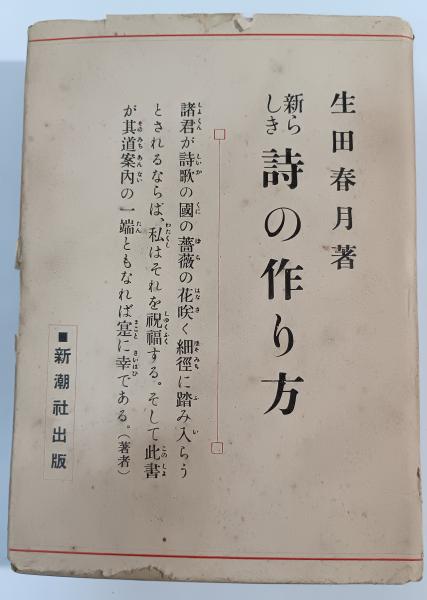 生田春月著
新らしき 詩の作り方
諸君が詩歌の國の薔薇の花咲く細徑に踏み入らう
とされるならば、私はそれを祝福する。そして此書
が其道案內の一端ともなれば寔に幸である。(著者)
■新潮社出版